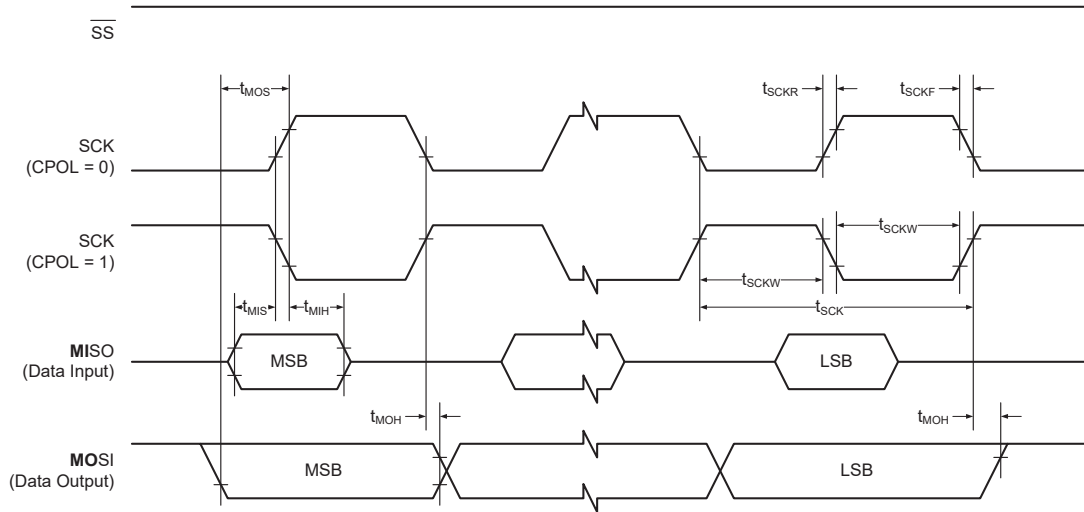 SS
tMOS
tSCKR
tSCKF
SCK
(CPOL = 0)
SCK
(CPOL = 1)
tSCKW
tSCKW
tSCK
tMIS
tMIH
MISO
(Data Input)
MSB
LSB
tMOH
tMOH
MOSI
(Data Output)
MSB
LSB